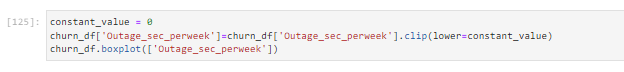 [125]:
constant_value = 0
churn_df['Outage_sec_perweek']=churn_df['Outage_sec_perweek'].clip(lower=constant_value)
churn_df.boxplot(['Outage_sec_perweek'])